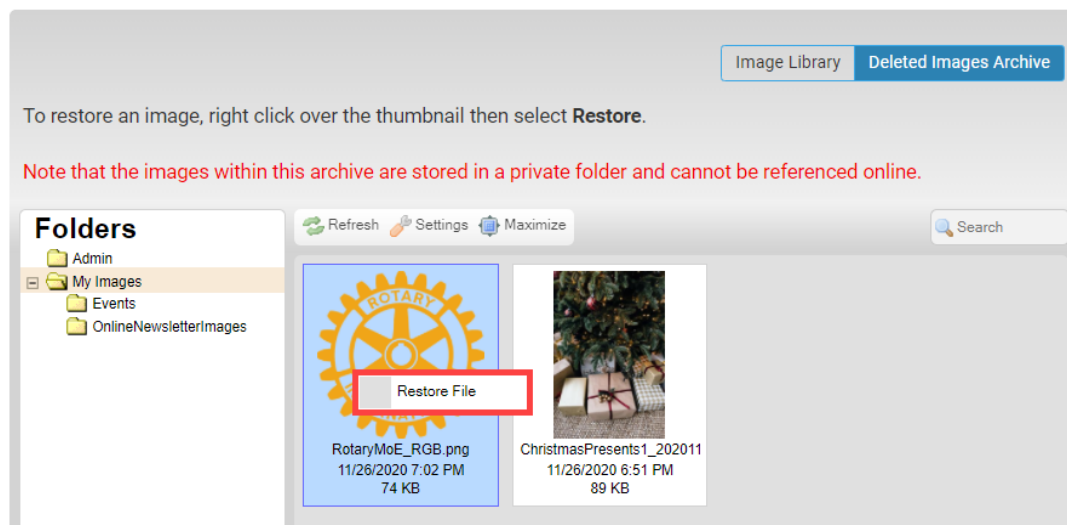 Image Library
Deleted Images Archive
To restore an image, right click over the thumbnail then select Restore.
Note that the images within this archive are stored in a private folder and cannot be referenced online.
Folders
Admin
My Images
Events
OnlineNewsletterImages
Refresh
Settings
Maximize
Search
ROTARY
Restore File
RotaryMoE_RGB.png
11/26/2020 7:02 PM
74 KB
ChristmasPresents1_202011
11/26/2020 6:51 PM
89 KB